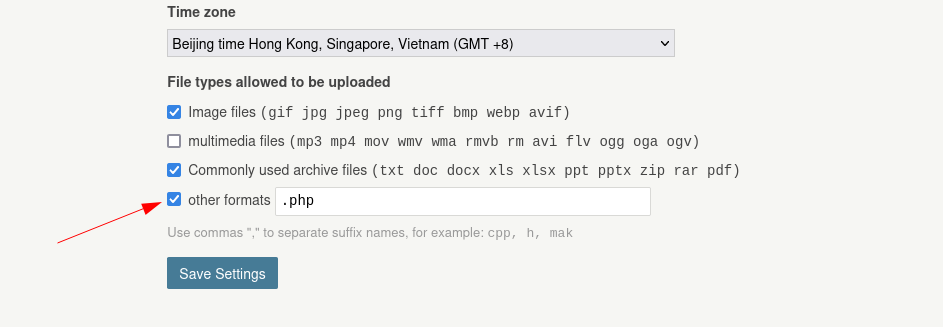 Time zone
Beijing time Hong Kong, Singapore, Vietnam (GMT +8)
File types allowed to be uploaded
Image files (gif jpg jpeg png tiff bmp webp avif)
multimedia files (mp3 mp4 mov wmv wma rmvb rm avi flv ogg oga ogv)
Commonly used archive files (txt doc docx xls xlsx ppt pptx zip rar pdf)
other formats .php
Use commas "," to separate suffix names, for example: cpp, h, mak
Save Settings